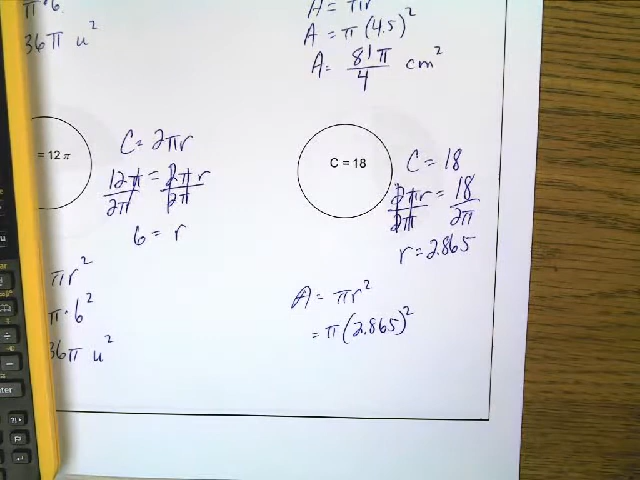 π·6
36π u²
A = πr
A = π(4.5)²
A = 81π/4 cm²
= 12 π
C = 2πr
12π/2π = 2πr/2π
6 = r
πr²
π·6²
36π u²
C = 18
C = 18
2πr/2π = 18/2π
r = 2.865
A = πr²
= π(2.865)²